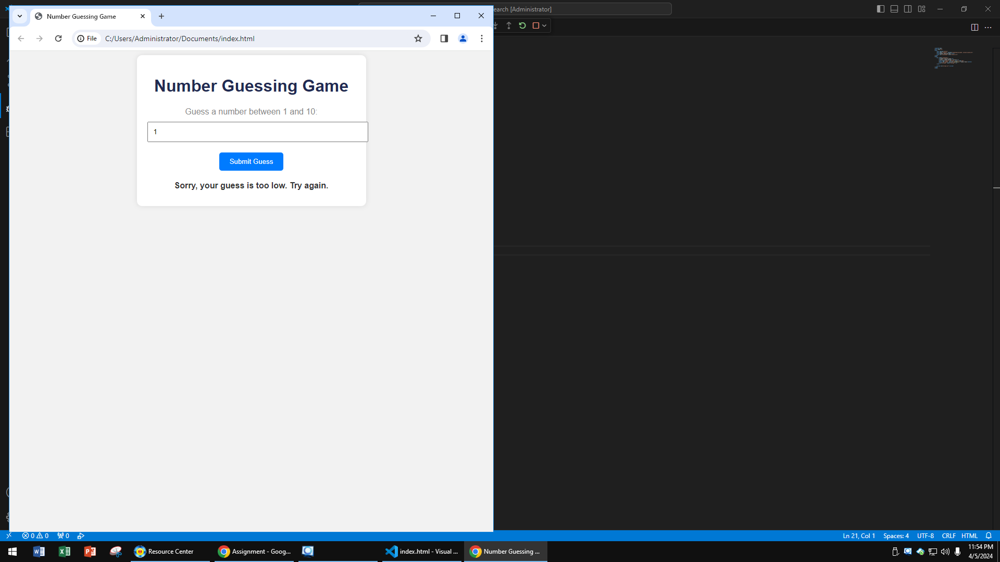 Number Guessing Game
earch [Administrator]
File
C:/Users/Administrator/Documents/index.html
Number Guessing Game
Guess a number between 1 and 10:
1
Submit Guess
Sorry, your guess is too low. Try again.
0 0 0
Ln 21, Col 1 Spaces: 4 UTF-8 CRLF HTML
Resource Center
Assignment - Goog...
index.html - Visual ...
Number Guessing ...
11:54 PM
4/5/2024